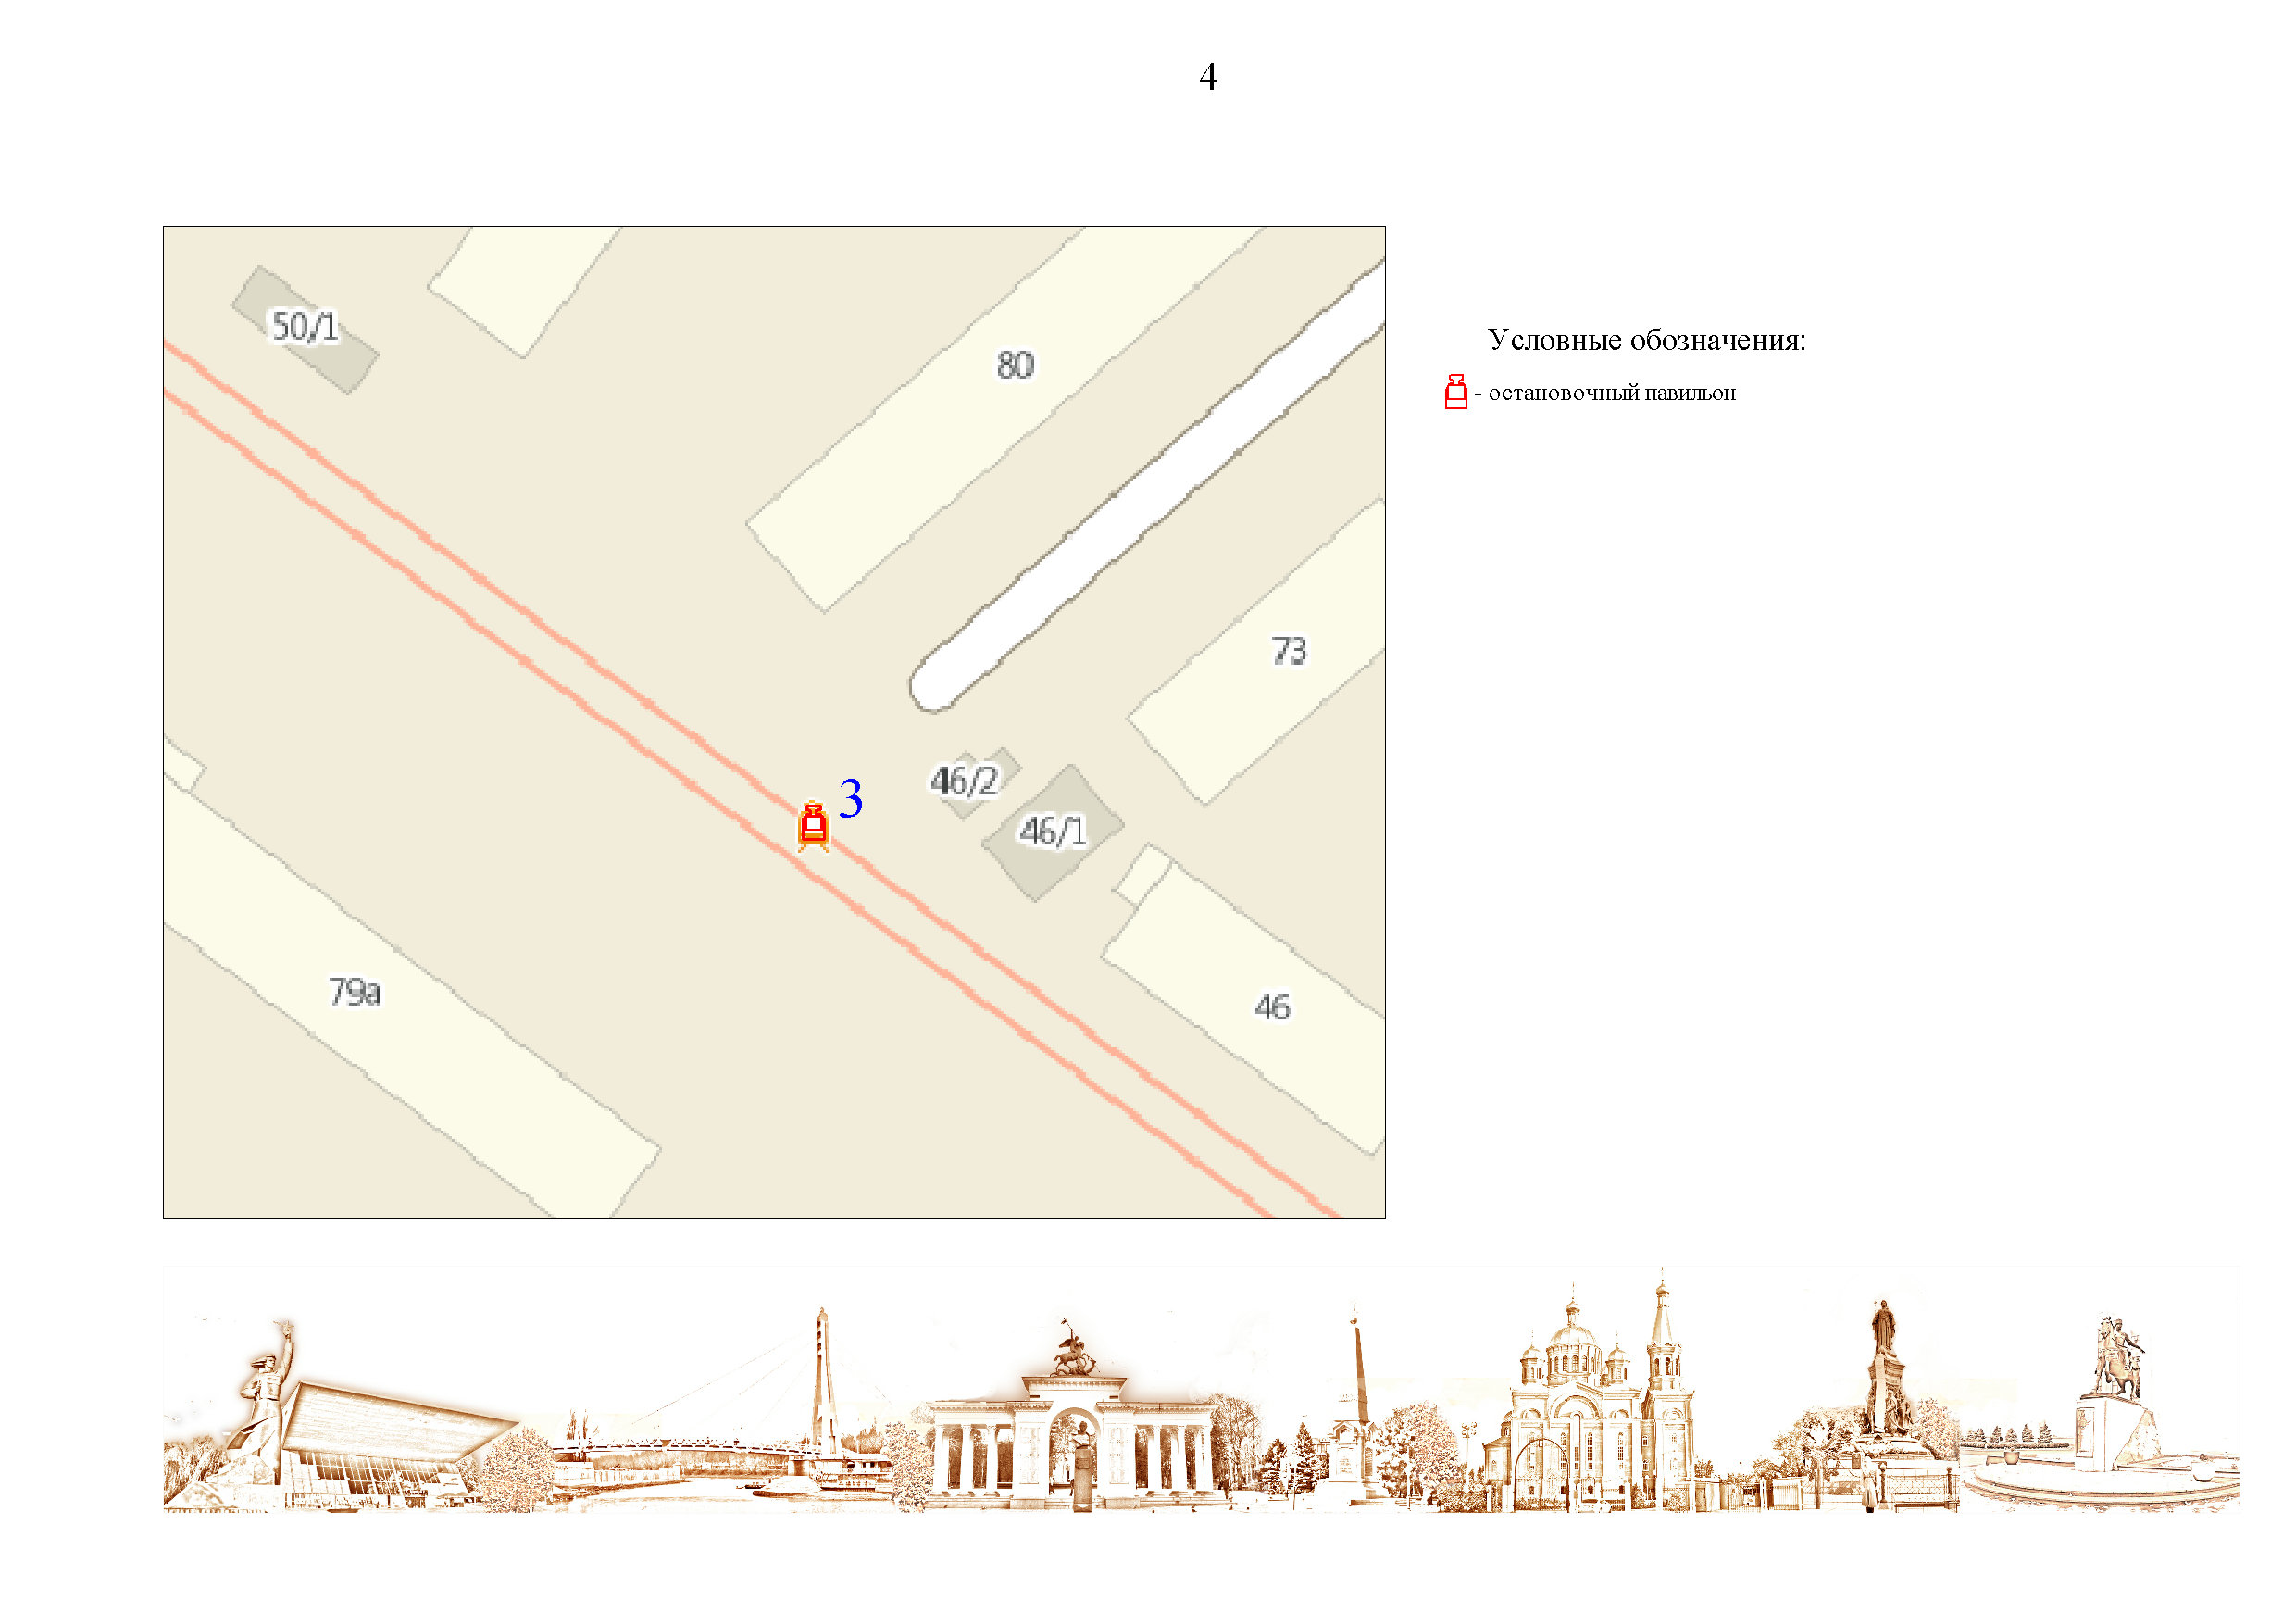 4
50/1
80
Условные обозначения:
- остановочный павильон
73
46/2
3
46/1
79а
46